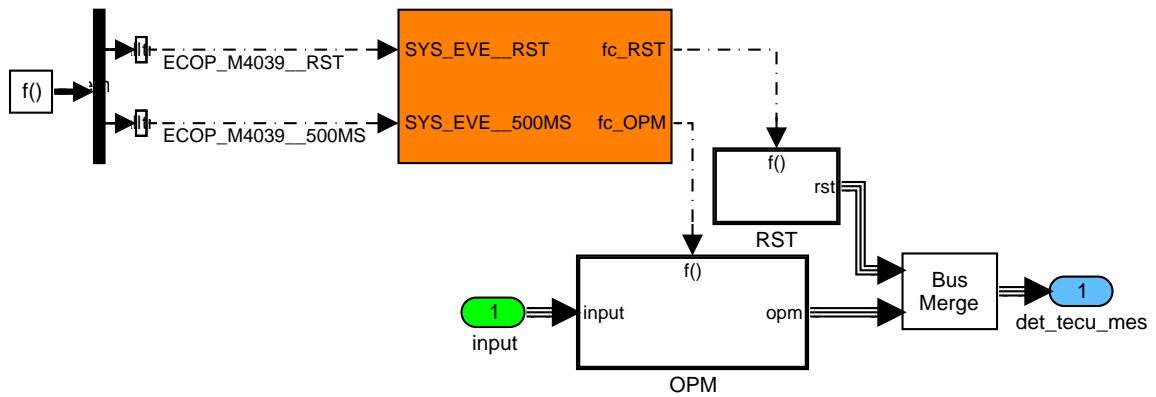 f()
ECOP_M4039__RST
ECOP_M4039__500MS
SYS_EVE__RST
fc_RST
SYS_EVE__500MS
fc_OPM
f()
rst
RST
f()
input
opm
OPM
1
input
Bus
Merge
1
det_tecu_mes